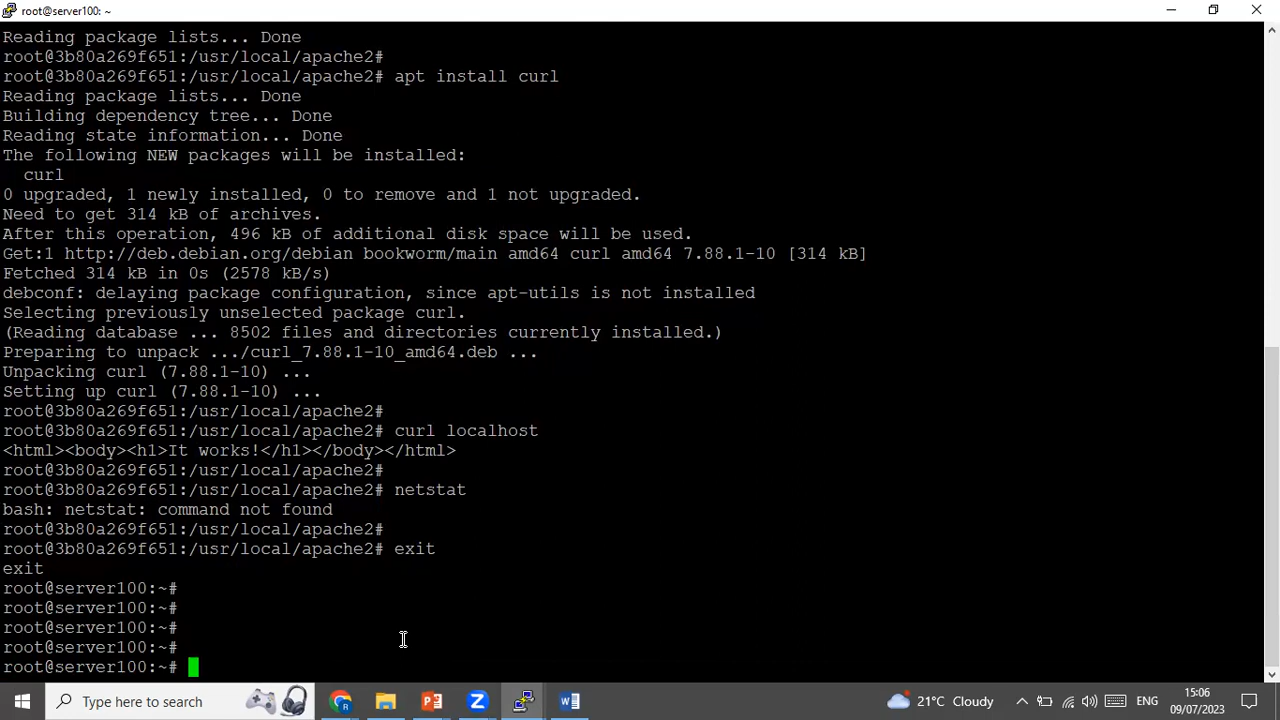 root@server100: ~
Reading package lists... Done
root@3b80a269f651:/usr/local/apache2#
root@3b80a269f651:/usr/local/apache2# apt install curl
Reading package lists... Done
Building dependency tree... Done
Reading state information... Done
The following NEW packages will be installed:
  curl
0 upgraded, 1 newly installed, 0 to remove and 1 not upgraded.
Need to get 314 kB of archives.
After this operation, 496 kB of additional disk space will be used.
Get:1 http://deb.debian.org/debian bookworm/main amd64 curl amd64 7.88.1-10 [314 kB]
Fetched 314 kB in 0s (2578 kB/s)
debconf: delaying package configuration, since apt-utils is not installed
Selecting previously unselected package curl.
(Reading database ... 8502 files and directories currently installed.)
Preparing to unpack .../curl_7.88.1-10_amd64.deb ...
Unpacking curl (7.88.1-10) ...
Setting up curl (7.88.1-10) ...
root@3b80a269f651:/usr/local/apache2#
root@3b80a269f651:/usr/local/apache2# curl localhost
<html><body><h1>It works!</h1></body></html>
root@3b80a269f651:/usr/local/apache2#
root@3b80a269f651:/usr/local/apache2# netstat
bash: netstat: command not found
root@3b80a269f651:/usr/local/apache2#
root@3b80a269f651:/usr/local/apache2# exit
exit
root@server100:~#
root@server100:~#
root@server100:~#
root@server100:~#
root@server100:~#
Type here to search
21°C Cloudy
ENG
15:06
09/07/2023